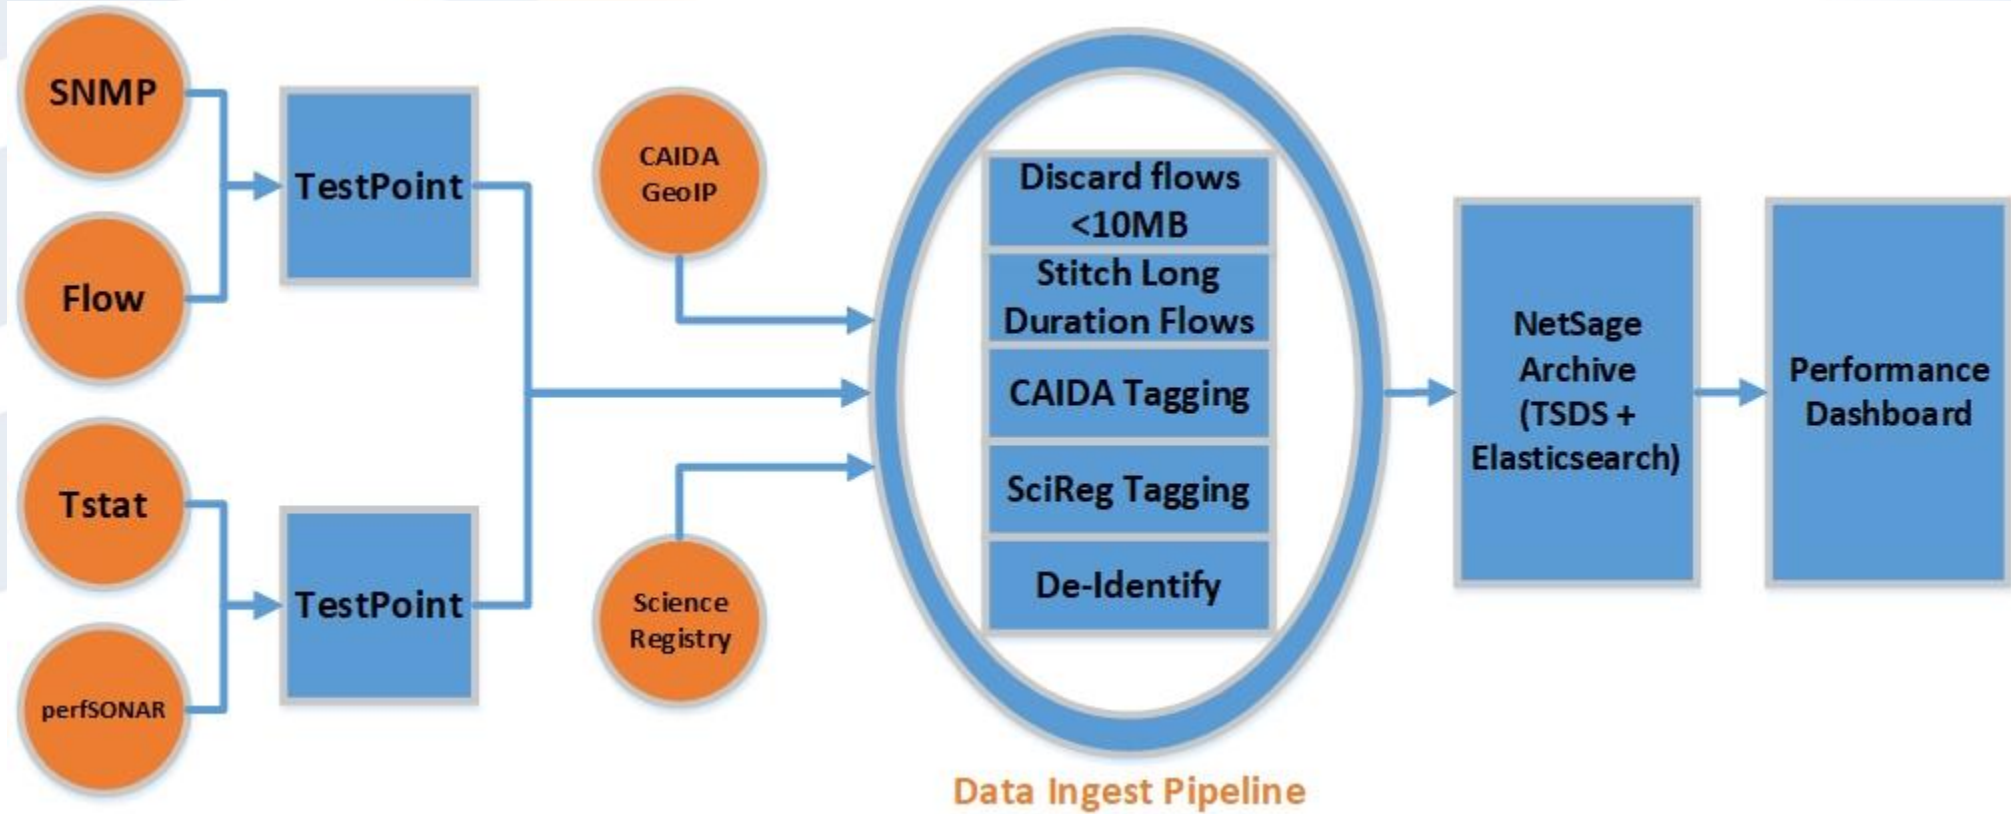 SNMP
Flow
TestPoint
Tstat
perfSONAR
TestPoint
CAIDA
GeoIP
Science
Registry
Discard flows
<10MB
Stitch Long
Duration Flows
CAIDA Tagging
SciReg Tagging
De-Identify
Data Ingest Pipeline
NetSage
Archive
(TSDS +
Elasticsearch)
Performance
Dashboard